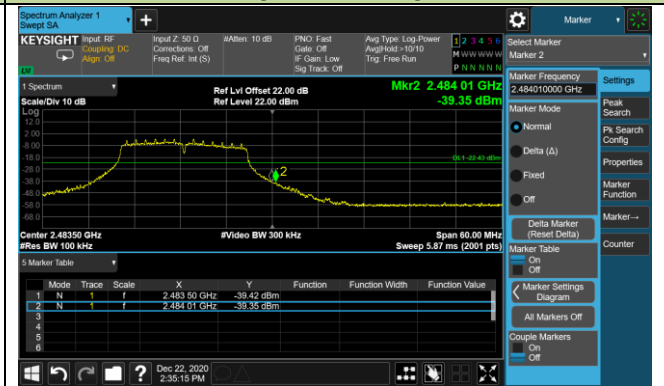 Spectrum Analyzer 1
Swept SA
+
Marker
KEYSIGHT Input: RF
Coupling: DC
Align: Off
Input Z: 50 Ω
Corrections: Off
Freq Ref: Int (S)
#Atten: 10 dB
PNO: Fast
Gate: Off
IF Gain: Low
Sig Track: Off
Avg Type: Log-Power
Avg|Hold:>10/10
Trig: Free Run
1 2 3 4 5 6
M W W W W W
P N N N N N
Select Marker
Marker 2
1 Spectrum
Scale/Div 10 dB
Ref Lvl Offset 22.00 dB
Ref Level 22.00 dBm
Mkr2 2.484 01 GHz
-39.35 dBm
Log
12.0
2.00
-8.00
-18.0
-28.0
-38.0
-48.0
-58.0
-68.0
DL1 -22.43 dBm
2
Center 2.48350 GHz
#Res BW 100 kHz
#Video BW 300 kHz
Span 60.00 MHz
Sweep 5.87 ms (2001 pts)
5 Marker Table
Mode Trace Scale X Y Function Function Width Function Value
1 N 1 f 2.483 50 GHz -39.42 dBm
2 N 1 f 2.484 01 GHz -39.35 dBm
3
4
5
6
Marker Frequency
2.484010000 GHz
Marker Mode
Normal
Delta (Δ)
Fixed
Off
Delta Marker
(Reset Delta)
Marker Table
On
Off
Marker Settings
Diagram
All Markers Off
Couple Markers
On
Off
Settings
Peak
Search
Pk Search
Config
Properties
Marker
Function
Marker→
Counter
?
Dec 22, 2020
2:35:15 PM